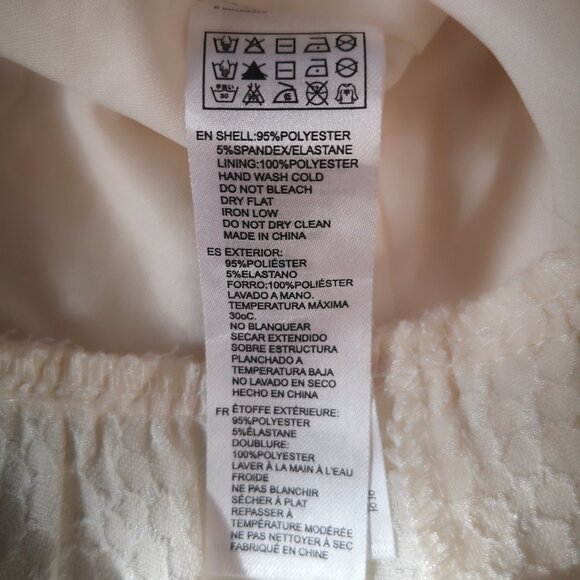 手洗い
30
EN SHELL:95%POLYESTER
5%SPANDEX/ELASTANE
LINING:100%POLYESTER
HAND WASH COLD
DO NOT BLEACH
DRY FLAT
IRON LOW
DO NOT DRY CLEAN
MADE IN CHINA
ES EXTERIOR:
95%POLIÉSTER
5%ELASTANO
FORRO:100%POLIÉSTER
LAVADO A MANO.
TEMPERATURA MÁXIMA
30oC.
NO BLANQUEAR
SECAR EXTENDIDO
SOBRE ESTRUCTURA
PLANCHADO A
TEMPERATURA BAJA
NO LAVADO EN SECO
HECHO EN CHINA
FR ÉTOFFE EXTÉRIEURE:
95%POLYESTER
5%ÉLASTANE
DOUBLURE:
100%POLYESTER
LAVER À LA MAIN À L'EAU
FROIDE
NE PAS BLANCHIR
SÉCHER À PLAT
REPASSER À
TEMPÉRATURE MODÉRÉE
NE PAS NETTOYER À SEC
FABRIQUÉ EN CHINE